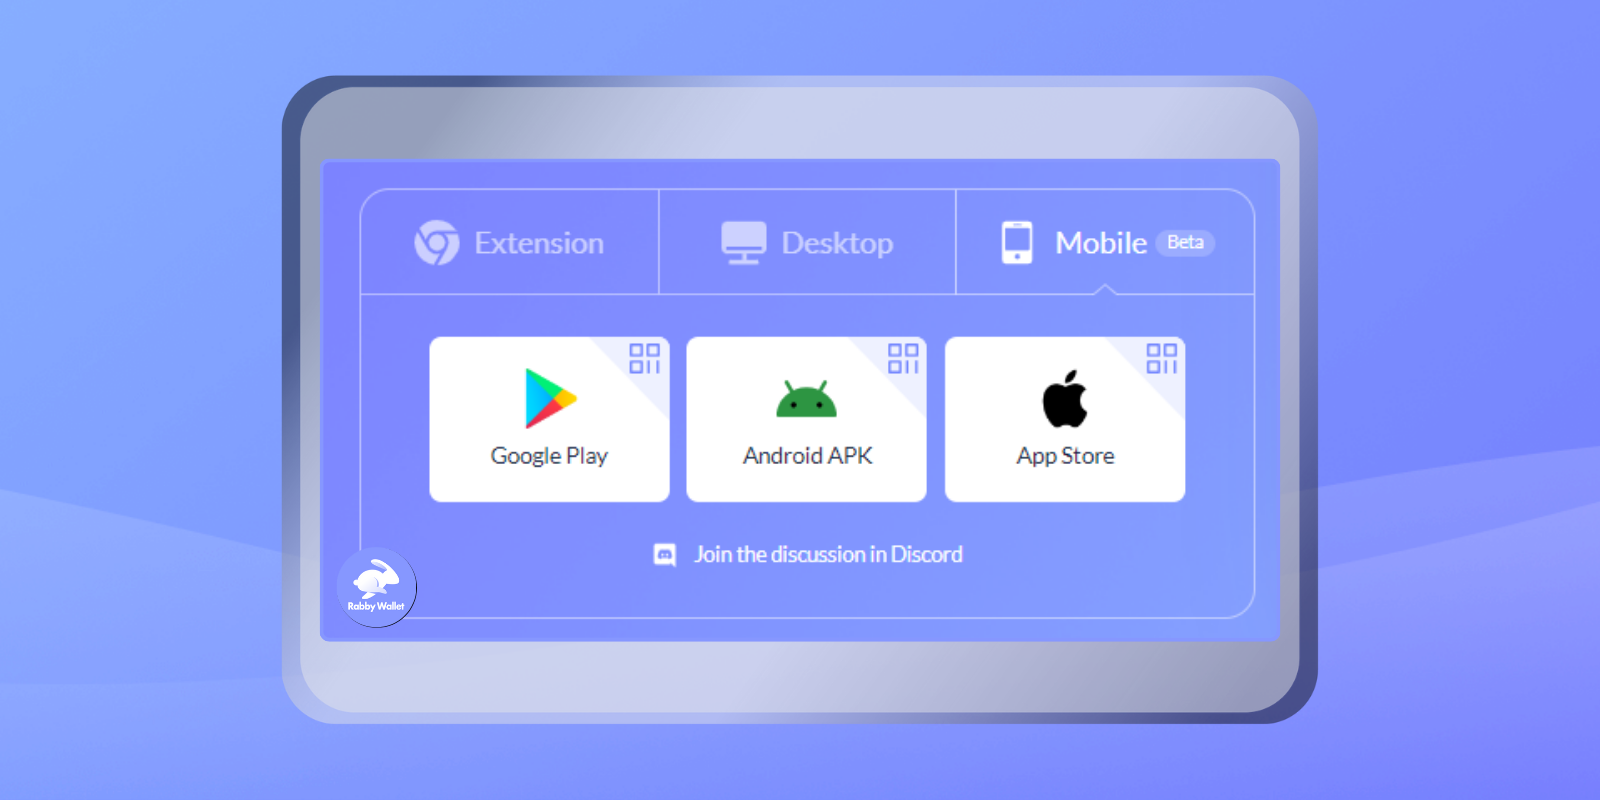 Extension
Desktop
Mobile Beta
Google Play
Android APK
App Store
Join the discussion in Discord
Rabby Wallet